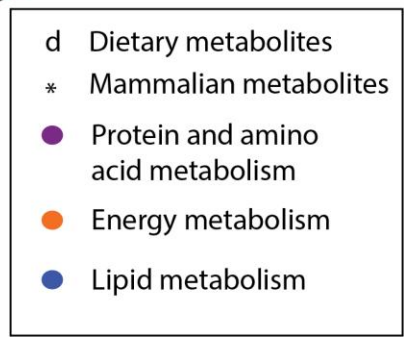 d Dietary metabolites
* Mammalian metabolites
Protein and amino
acid metabolism
Energy metabolism
Lipid metabolism